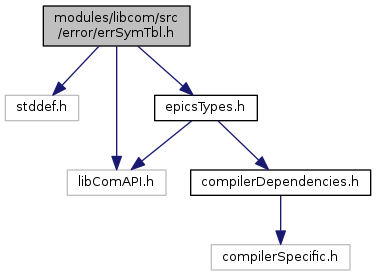 modules/libcom/src
/error/errSymTbl.h
stddef.h
epicsTypes.h
libComAPI.h
compilerDependencies.h
compilerSpecific.h